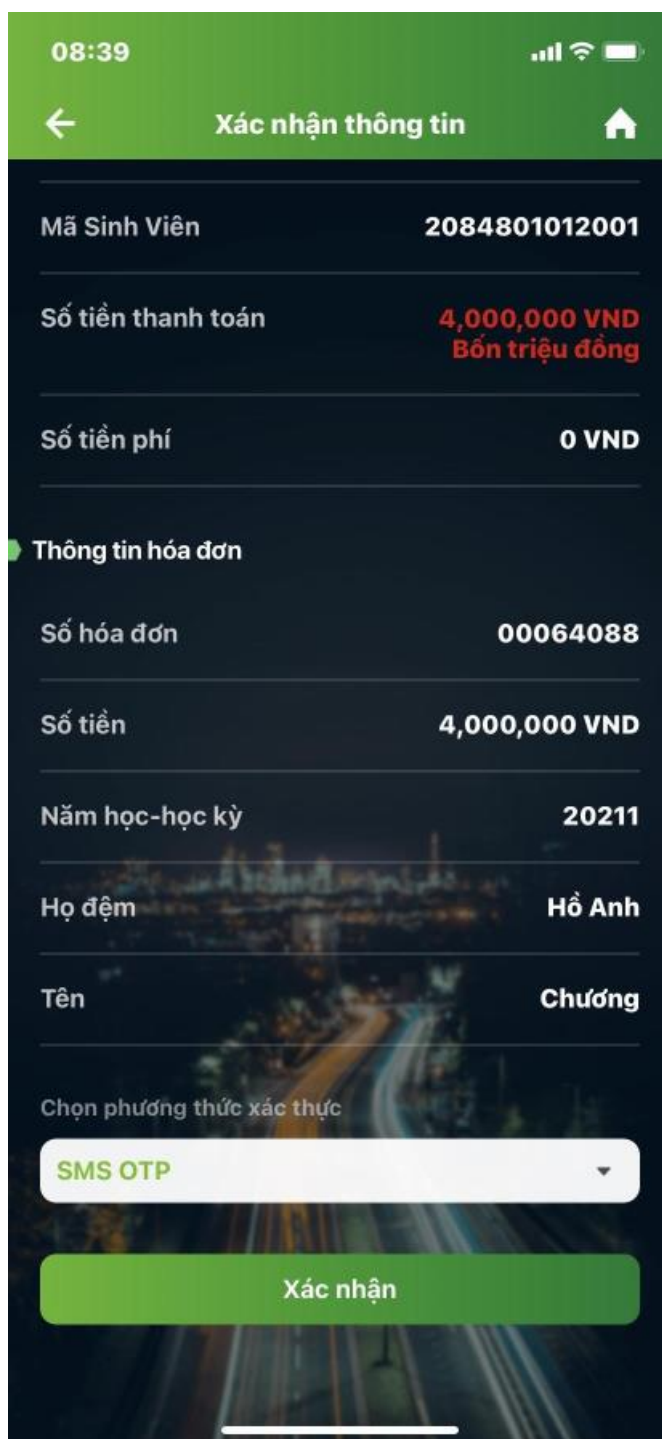 08:39
Xác nhận thông tin
Mã Sinh Viên 2084801012001
Số tiền thanh toán 4,000,000 VND
Bốn triệu đồng
Số tiền phí 0 VND
Thông tin hóa đơn
Số hóa đơn 00064088
Số tiền 4,000,000 VND
Năm học-học kỳ 20211
Họ đệm Hồ Anh
Tên Chương
Chọn phương thức xác thực
SMS OTP
Xác nhận